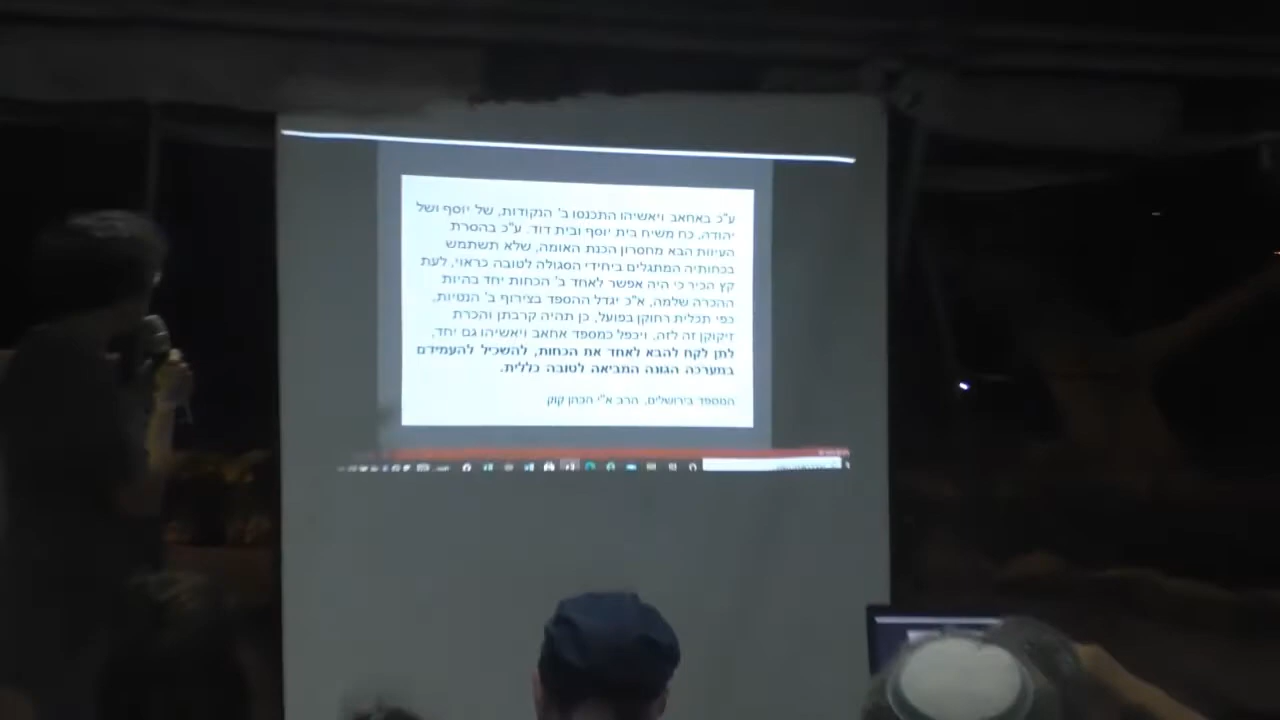 ע"כ באחאב ויאשיהו התכנסו ב' הנקודות, של יוסף ושל
יהודה, כח משיח בית יוסף ובית דוד. ע"כ בהסרת
העיוות הבא מחסרון הכנת האומה, שלא תשתמש
בכחותיה המתגלים ביחידי הסגולה לטובה כראוי, לעת
קץ הכיר כי היה אפשר לאחד ב' הכחות יחד בהיות
ההכרה שלמה, א"כ יגדל ההספד בצירוף ב' הנטיות,
כפי תכלית רחוקן בפועל, כן תהיה קרבתן והכרת
זיקוקן זה לזה, ויכפל כמספד אחאב ויאשיהו גם יחד,
לתן לקח להבא לאחד את הכחות, להשכיל להעמידם
במערכה הגונה המביאה לטובה כללית.
המספד בירושלים, הרב א"י הכהן קוק